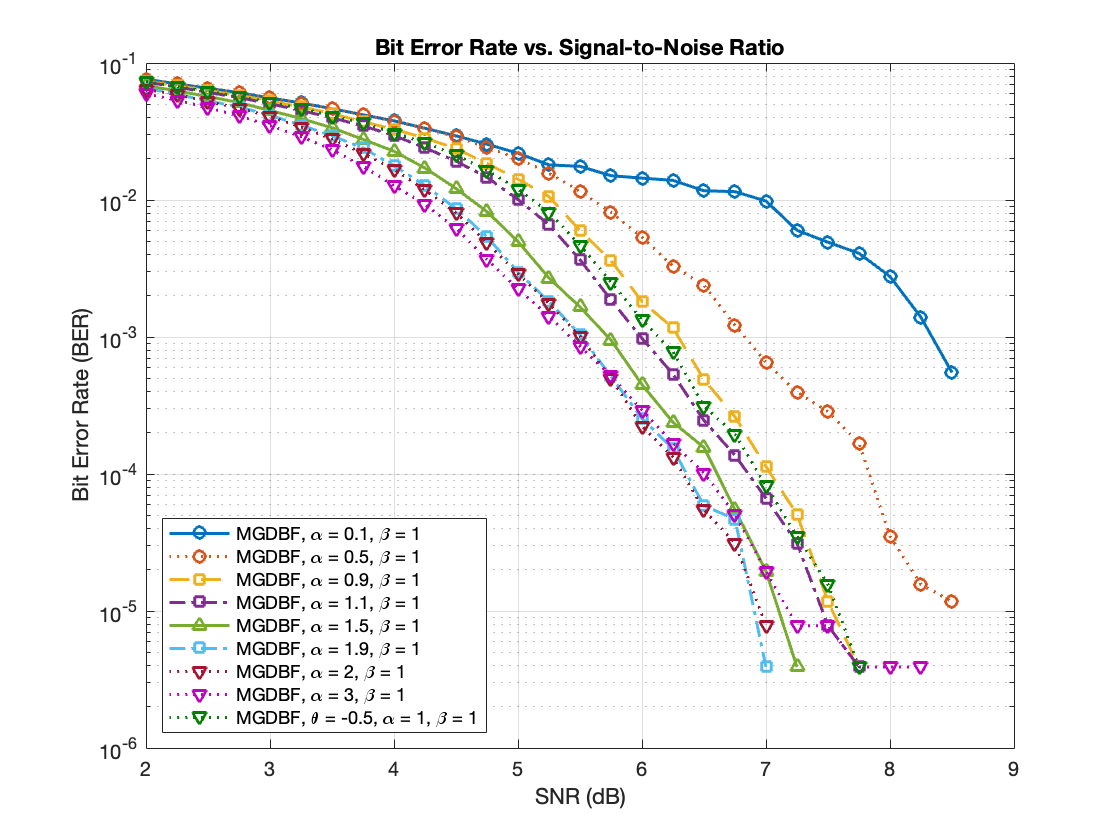 Bit Error Rate vs. Signal-to-Noise Ratio
Bit Error Rate (BER)
10^-1
10^-2
10^-3
10^-4
10^-5
10^-6
MGDBF, α = 0.1, β = 1
MGDBF, α = 0.5, β = 1
MGDBF, α = 0.9, β = 1
MGDBF, α = 1.1, β = 1
MGDBF, α = 1.5, β = 1
MGDBF, α = 1.9, β = 1
MGDBF, α = 2, β = 1
MGDBF, α = 3, β = 1
MGDBF, θ = -0.5, α = 1, β = 1
2 3 4 5 6 7 8 9
SNR (dB)